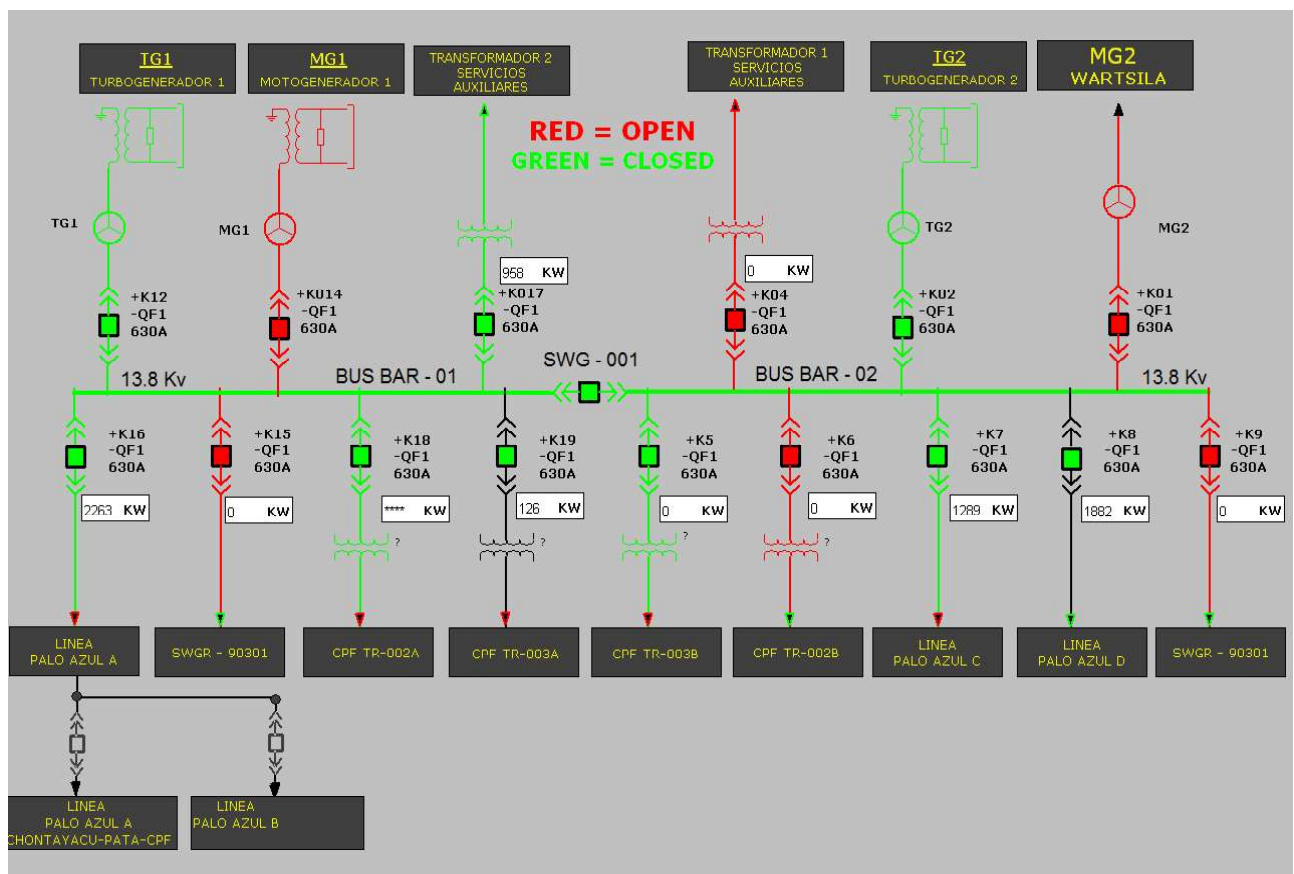 TG1
TURBOGENERADOR 1
MG1
MOTOGENERADOR 1
TRANSFORMADOR 2
SERVICIOS
AUXILIARES
TRANSFORMADOR 1
SERVICIOS
AUXILIARES
TG2
TURBOGENERADOR 2
MG2
WARTSILA
RED = OPEN
GREEN = CLOSED
TG1
MG1
TG2
MG2
958 KW
0 KW
+K12
-QF1
630A
+K014
-QF1
630A
+K017
-QF1
630A
+K04
-QF1
630A
+K02
-QF1
630A
+K01
-QF1
630A
13.8 Kv
BUS BAR - 01
SWG - 001
BUS BAR - 02
13.8 Kv
+K16
-QF1
630A
+K15
-QF1
630A
+K18
-QF1
630A
+K19
-QF1
630A
+K5
-QF1
630A
+K6
-QF1
630A
+K7
-QF1
630A
+K8
-QF1
630A
+K9
-QF1
630A
2263 KW
0 KW
**** KW
126 KW
0 KW
0 KW
1289 KW
1882 KW
0 KW
?
?
?
?
LINEA
PALO AZUL A
SWGR - 90301
CPF TR-002A
CPF TR-003A
CPF TR-003B
CPF TR-002B
LINEA
PALO AZUL C
LINEA
PALO AZUL D
SWGR - 90301
LINEA
PALO AZUL A
CHONTAYACU-PATA-CPF
LINEA
PALO AZUL B